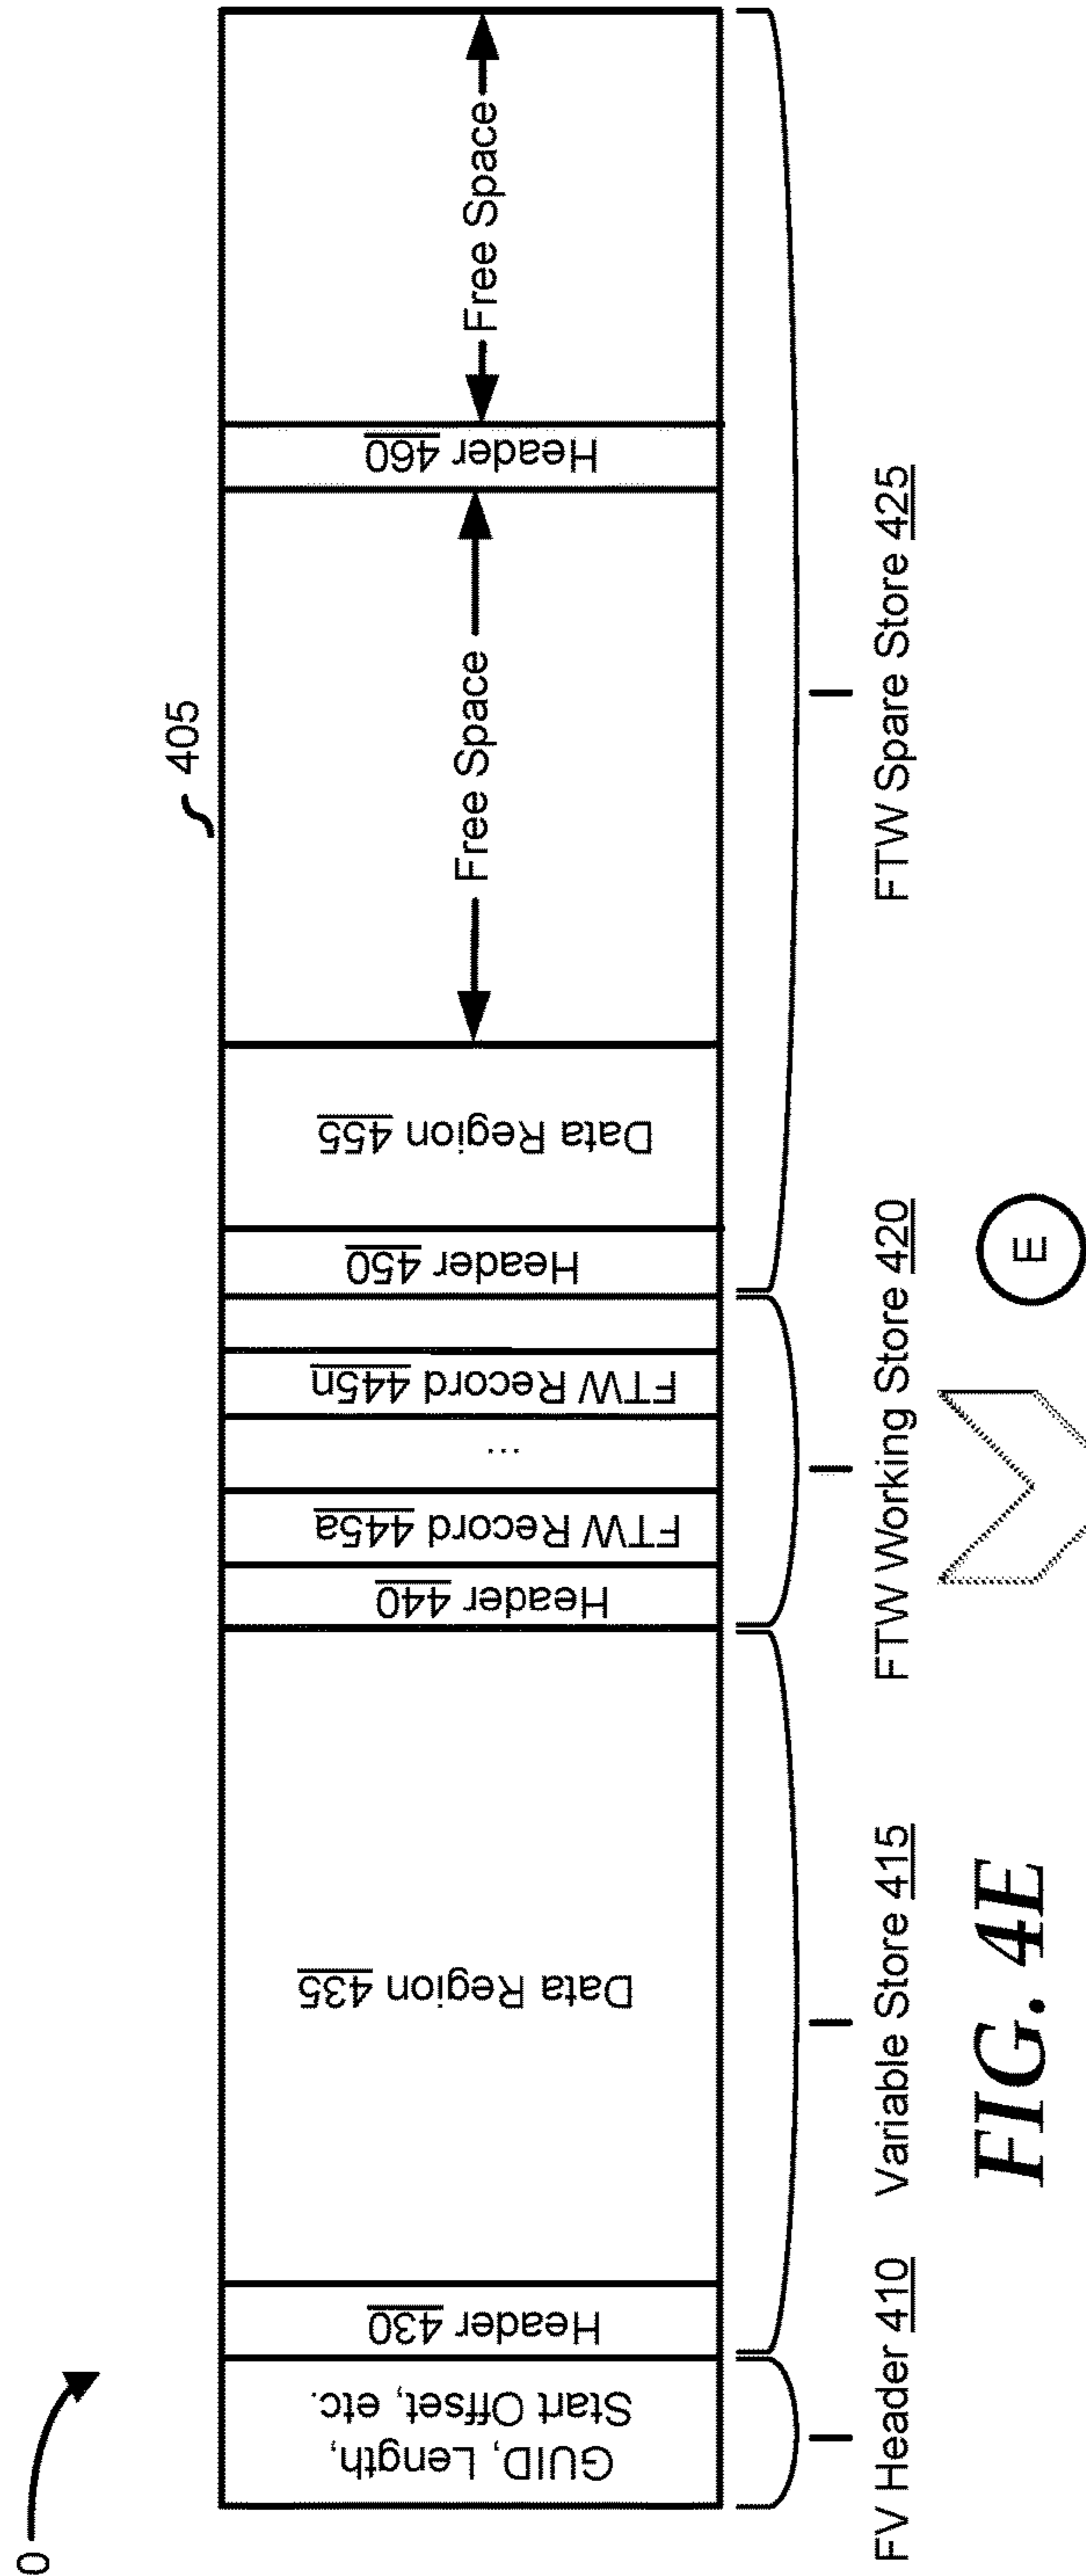 0
405
GUID, Length,
Start Offset, etc.
Header 430
Data Region 435
Header 440
FTW Record 445a
...
FTW Record 445n
Header 450
Data Region 455
Free Space
Header 460
Free Space
FV Header 410
Variable Store 415
FTW Working Store 420
FTW Spare Store 425
FIG. 4E
E